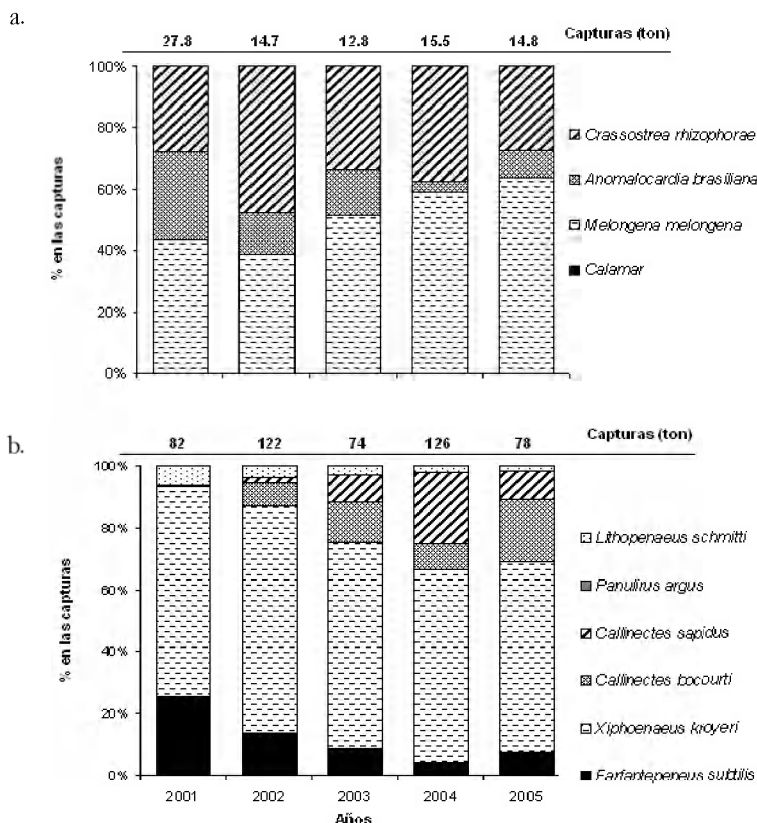 a.
27.8 14.7 12.8 15.5 14.8 Capturas (ton)
100%
80%
60%
40%
20%
0%
% en las capturas
Crassostrea rhizophorae
Anomalocardia brasiliana
Melongena melongena
Calamar
b.
82 122 74 126 78 Capturas (ton)
100%
80%
60%
40%
20%
0%
% en las capturas
Lithopenaeus schmitti
Panulirus argus
Callinectes sapidus
Callinectes bocourti
Xiphoenaeus kroyeri
Farfantepeneus subtilis
2001 2002 2003 2004 2005
Años